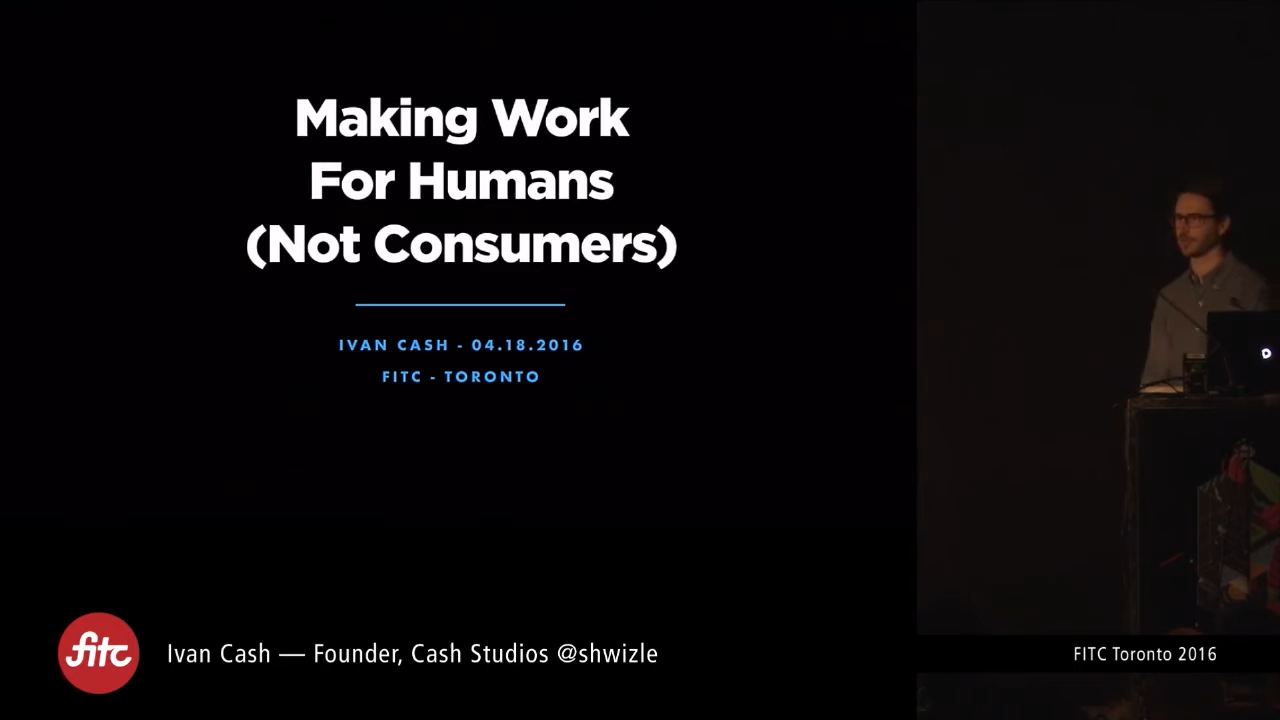 Making Work
For Humans
(Not Consumers)
IVAN CASH - 04.18.2016
FITC - TORONTO
fitc
Ivan Cash — Founder, Cash Studios @shwizle
FITC Toronto 2016